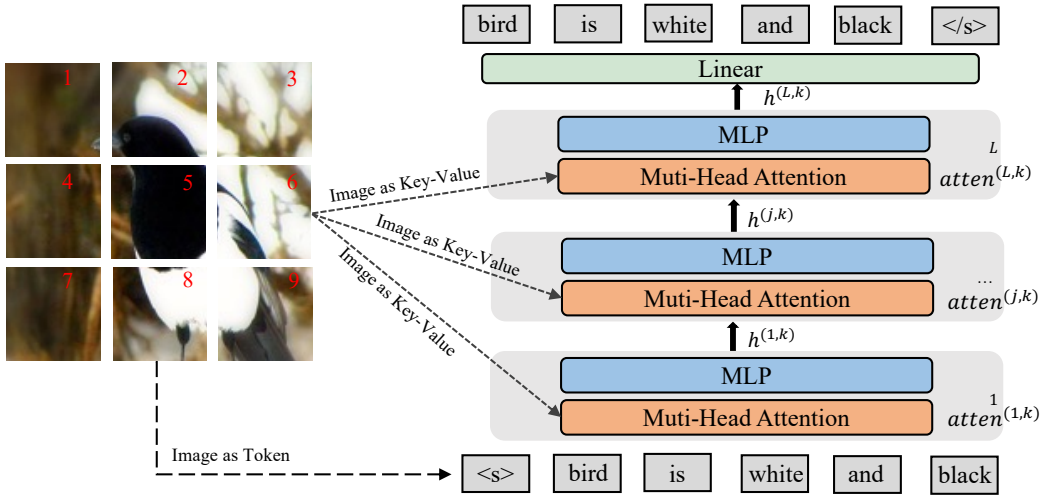 bird is white and black </s>
Linear
h^(L,k)
MLP
L
Muti-Head Attention
atten^(L,k)
h^(j,k)
MLP
...
Muti-Head Attention
atten^(j,k)
h^(1,k)
MLP
1
Muti-Head Attention
atten^(1,k)
<s> bird is white and black
1 2 3
4 5 6
7 8 9
Image as Key-Value
Image as Key-Value
Image as Key-Value
Image as Token